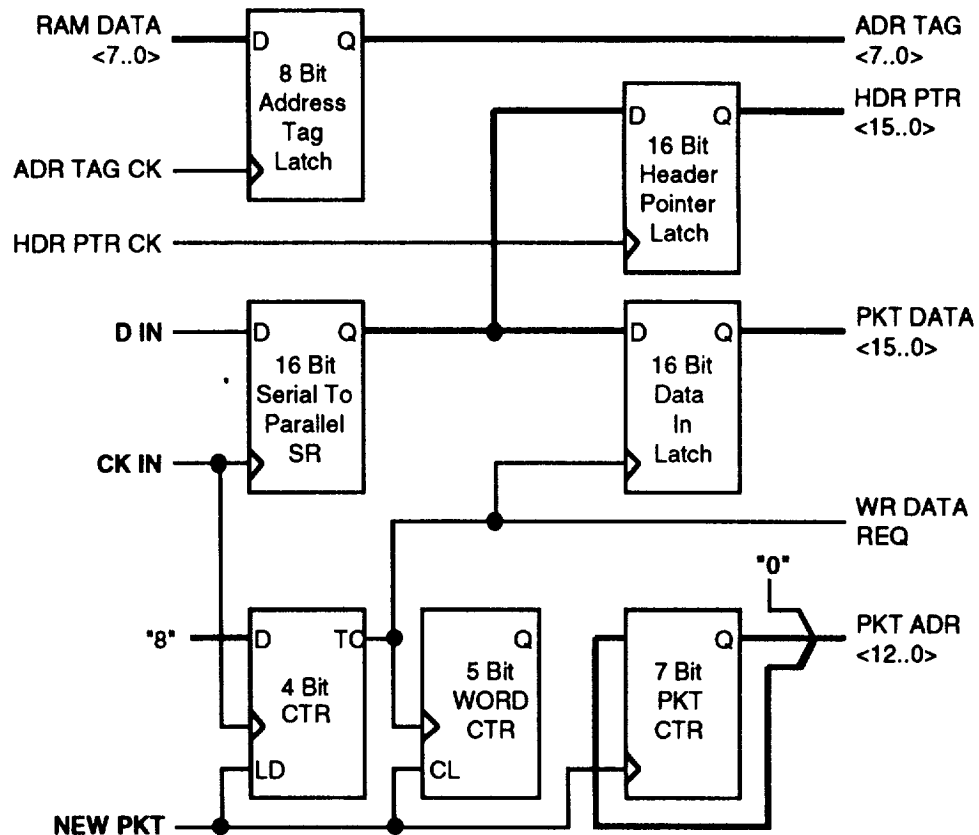 RAM DATA
<7..0>
D Q
8 Bit
Address
Tag
Latch
ADR TAG
<7..0>
ADR TAG CK
D Q
16 Bit
Header
Pointer
Latch
HDR PTR
<15..0>
HDR PTR CK
D IN
D Q
16 Bit
Serial To
Parallel
SR
CK IN
D Q
16 Bit
Data
In
Latch
PKT DATA
<15..0>
WR DATA
REQ
"0"
"8"
D TC
4 Bit
CTR
LD
Q
5 Bit
WORD
CTR
CL
Q
7 Bit
PKT
CTR
PKT ADR
<12..0>
NEW PKT